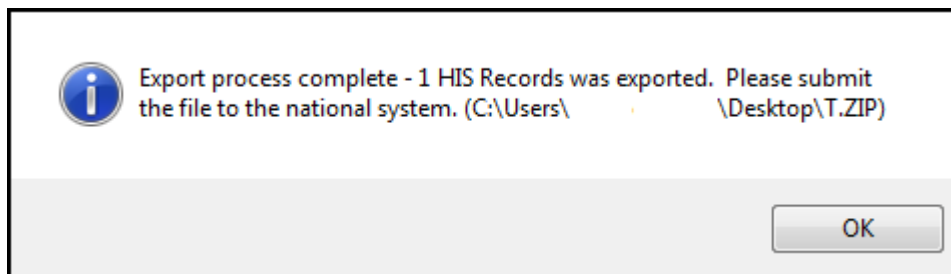 Export process complete - 1 HIS Records was exported.  Please submit
the file to the national system. (C:\Users\ \Desktop\T.ZIP)
OK